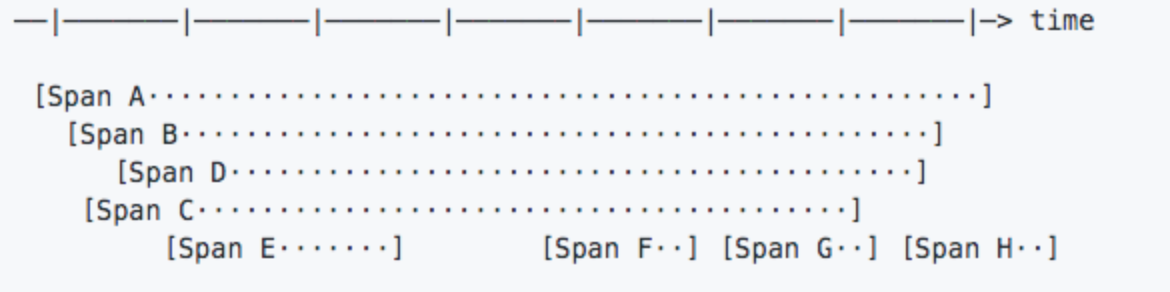 ––|–––––––|–––––––|–––––––|–––––––|–––––––|–––––––|–––––––|–> time
[Span A···················································]
[Span B··············································]
[Span D··········································]
[Span C········································]
[Span E·······] [Span F··] [Span G··] [Span H··]